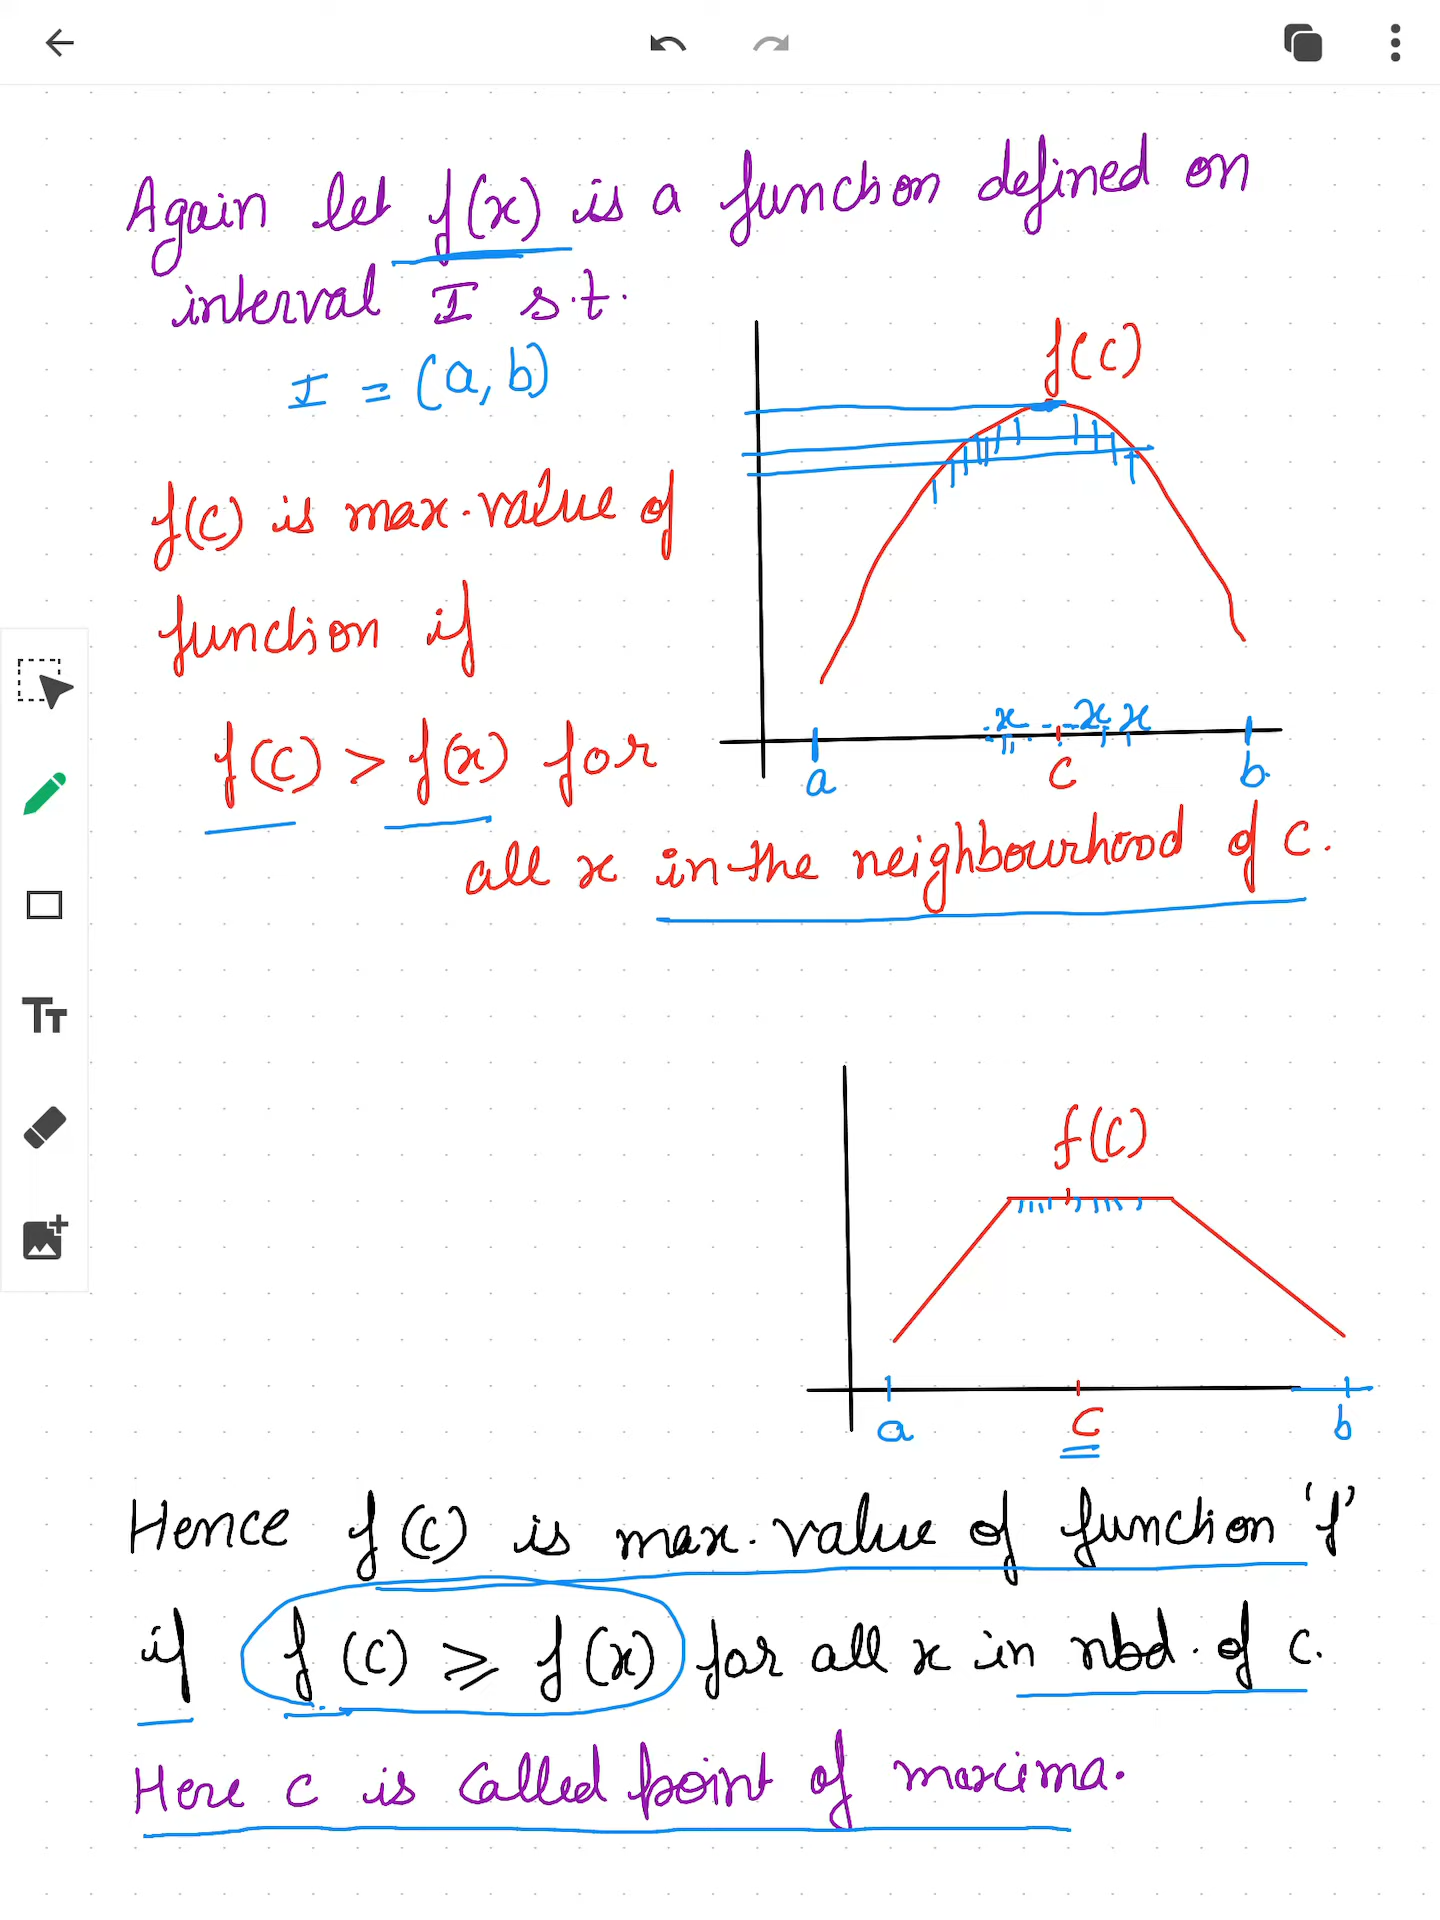 Again let f(x) is a function defined on
interval I s.t.
I = (a, b)
f(c)
f(c) is max. value of
function if
f(c) > f(x) for
x x x
a c b
all x in the neighbourhood of c.
f(c)
a c b
Hence f(c) is max. value of function 'f'
if f(c) ⩾ f(x) for all x in nbd. of c.
Here c is called point of maxima.
TT